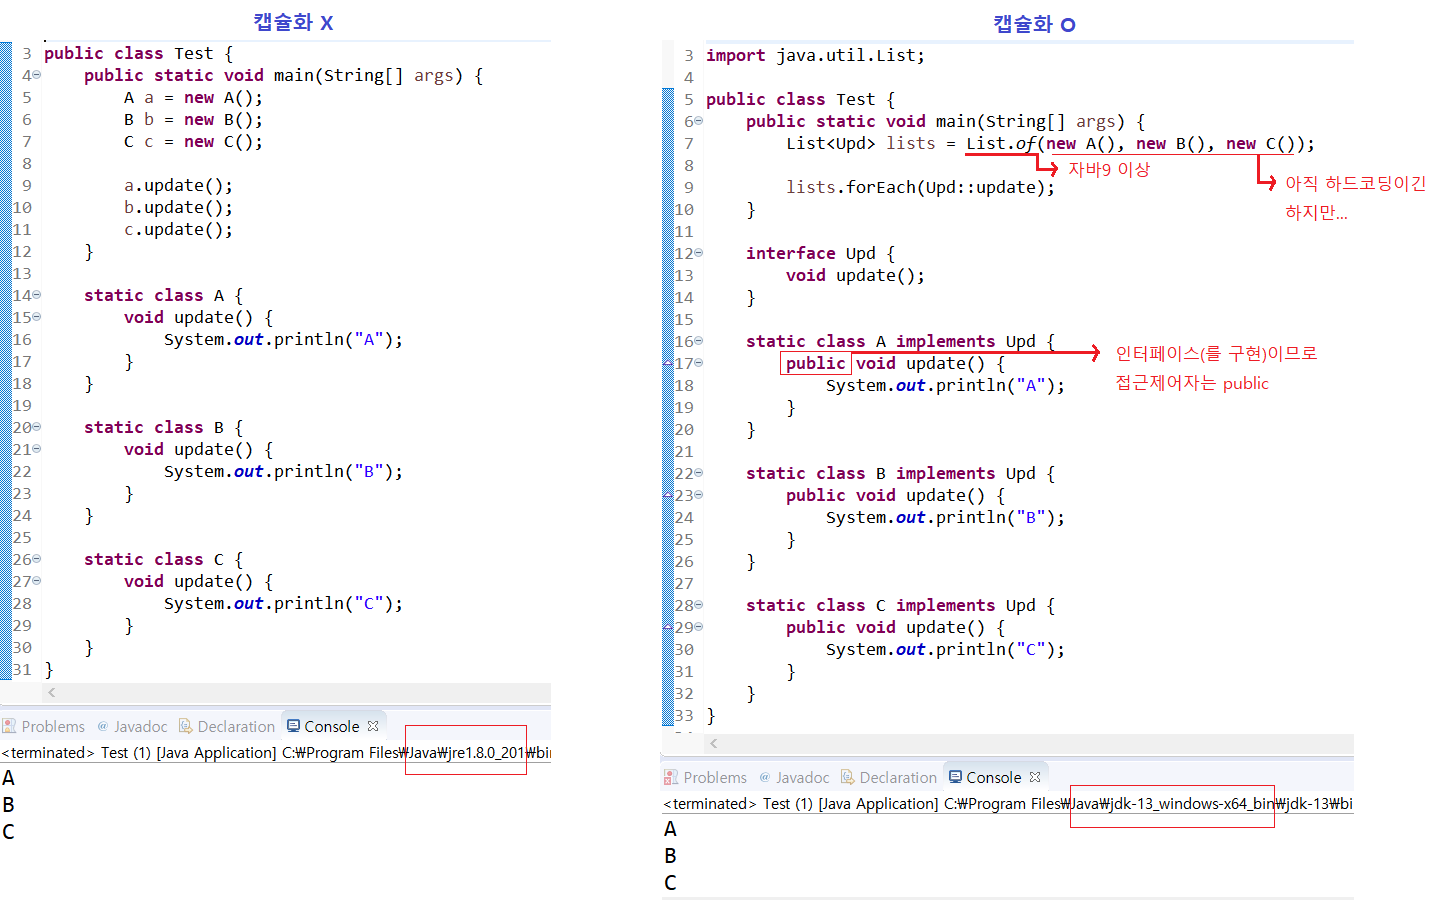 캡슐화 X
3 public class Test {
4 public static void main(String[] args) {
5 A a = new A();
6 B b = new B();
7 C c = new C();
8
9 a.update();
10 b.update();
11 c.update();
12 }
13
14 static class A {
15 void update() {
16 System.out.println("A");
17 }
18 }
19
20 static class B {
21 void update() {
22 System.out.println("B");
23 }
24 }
25
26 static class C {
27 void update() {
28 System.out.println("C");
29 }
30 }
31 }
Problems @ Javadoc Declaration Console
<terminated> Test (1) [Java Application] C:₩Program Files₩Java₩jre1.8.0_201₩bin
A
B
C
캡슐화 O
3 import java.util.List;
4
5 public class Test {
6 public static void main(String[] args) {
7 List<Upd> lists = List.of(new A(), new B(), new C());
8
자바9 이상
아직 하드코딩이긴
하지만...
9 lists.forEach(Upd::update);
10 }
11
12 interface Upd {
13 void update();
14 }
15
16 static class A implements Upd {
17 public void update() {
인터페이스(를 구현)이므로
접근제어자는 public
18 System.out.println("A");
19 }
20 }
21
22 static class B implements Upd {
23 public void update() {
24 System.out.println("B");
25 }
26 }
27
28 static class C implements Upd {
29 public void update() {
30 System.out.println("C");
31 }
32 }
33 }
Problems @ Javadoc Declaration Console
<terminated> Test (1) [Java Application] C:₩Program Files₩Java₩jdk-13_windows-x64_bin₩jdk-13₩bi
A
B
C